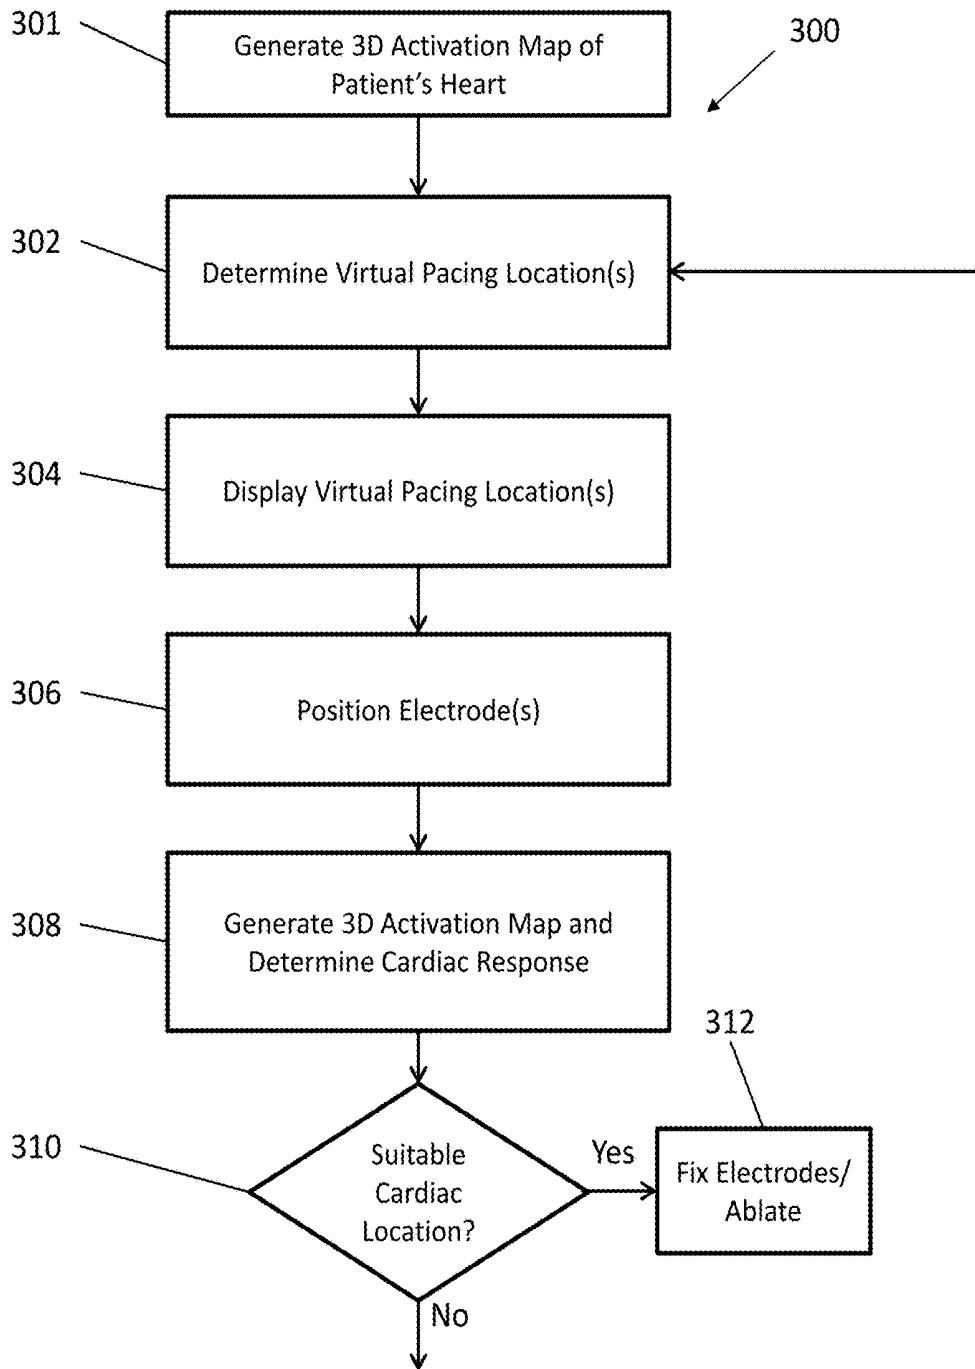 301
Generate 3D Activation Map of
Patient's Heart
300
302
Determine Virtual Pacing Location(s)
304
Display Virtual Pacing Location(s)
306
Position Electrode(s)
308
Generate 3D Activation Map and
Determine Cardiac Response
312
310
Suitable
Cardiac
Location?
Yes
Fix Electrodes/
Ablate
No